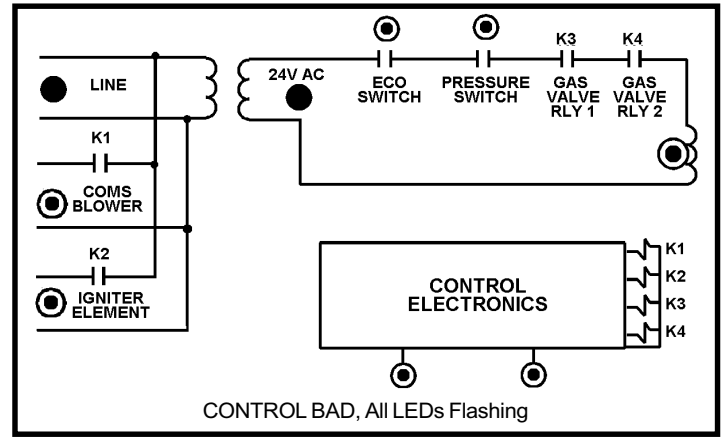 LINE
24V AC
ECO
SWITCH
PRESSURE
SWITCH
K3
GAS
VALVE
RLY 1
K4
GAS
VALVE
RLY 2
K1
COMS
BLOWER
K2
IGNITER
ELEMENT
CONTROL
ELECTRONICS
K1
K2
K3
K4
CONTROL BAD, All LEDs Flashing